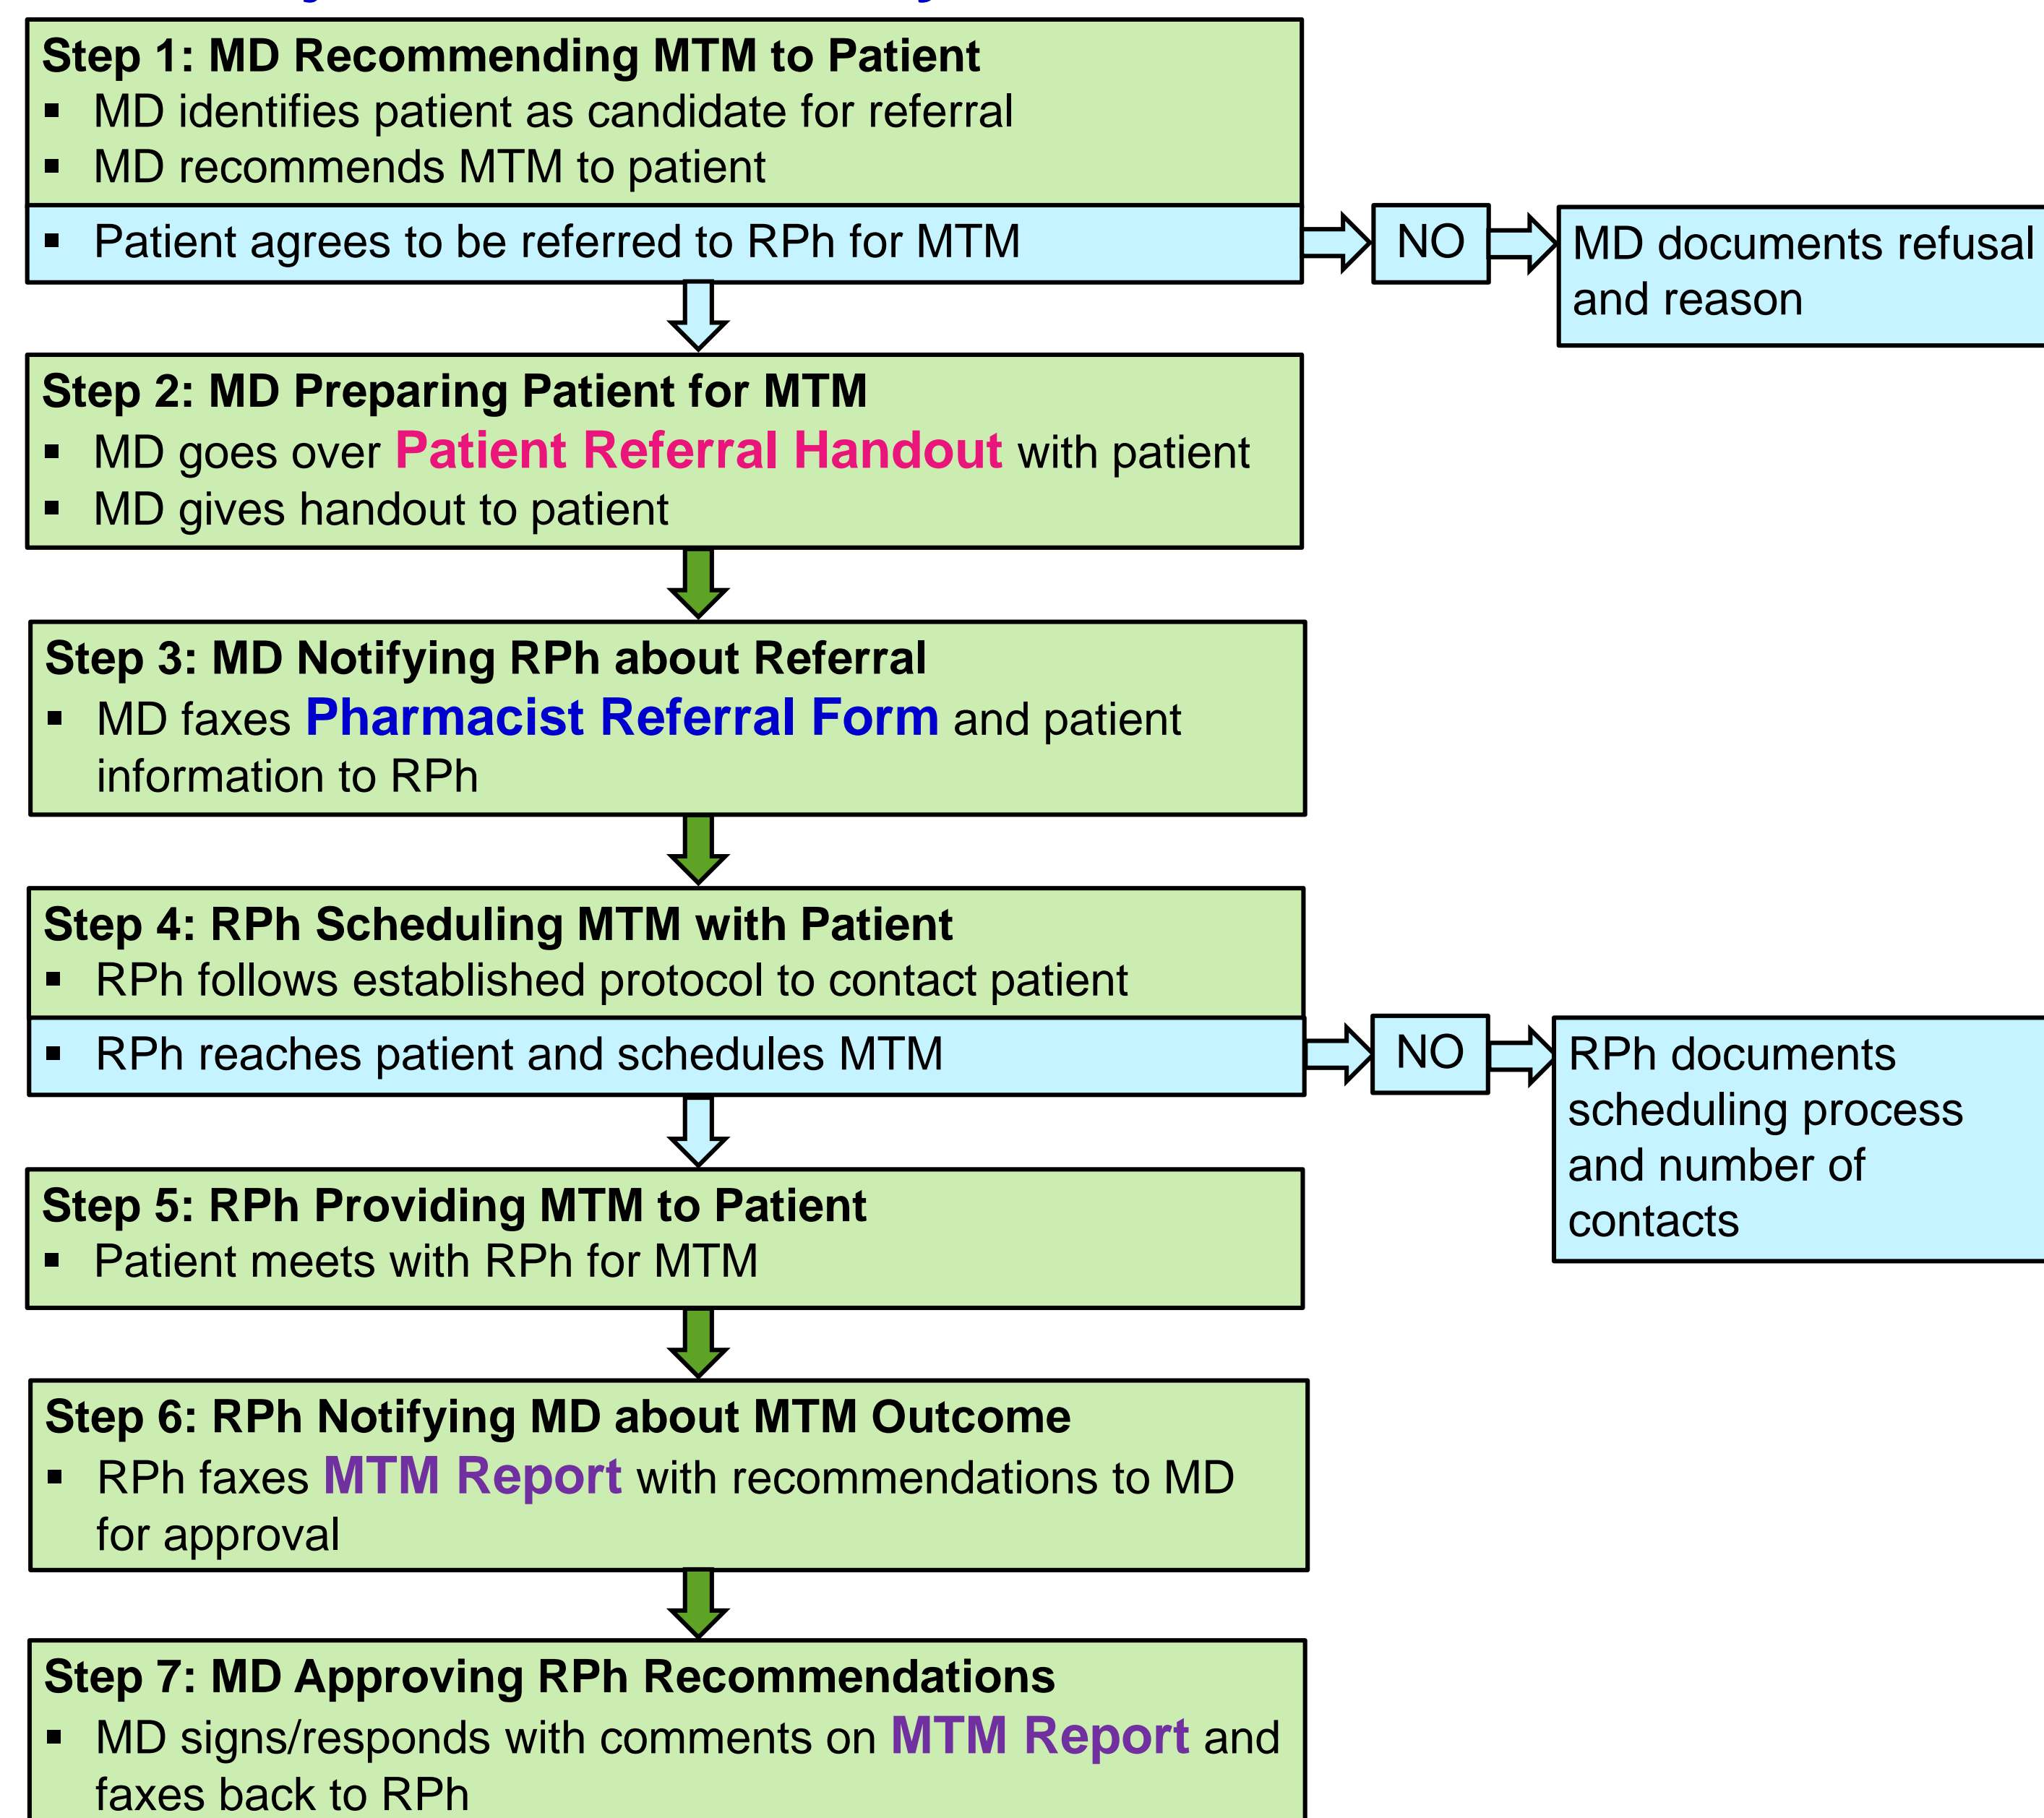 Step 1: MD Recommending MTM to Patient
▪ MD identifies patient as candidate for referral
▪ MD recommends MTM to patient
▪ Patient agrees to be referred to RPh for MTM
NO
MD documents refusal
and reason
Step 2: MD Preparing Patient for MTM
▪ MD goes over Patient Referral Handout with patient
▪ MD gives handout to patient
Step 3: MD Notifying RPh about Referral
▪ MD faxes Pharmacist Referral Form and patient
information to RPh
Step 4: RPh Scheduling MTM with Patient
▪ RPh follows established protocol to contact patient
▪ RPh reaches patient and schedules MTM
NO
RPh documents
scheduling process
and number of
contacts
Step 5: RPh Providing MTM to Patient
▪ Patient meets with RPh for MTM
Step 6: RPh Notifying MD about MTM Outcome
▪ RPh faxes MTM Report with recommendations to MD
for approval
Step 7: MD Approving RPh Recommendations
▪ MD signs/responds with comments on MTM Report and
faxes back to RPh